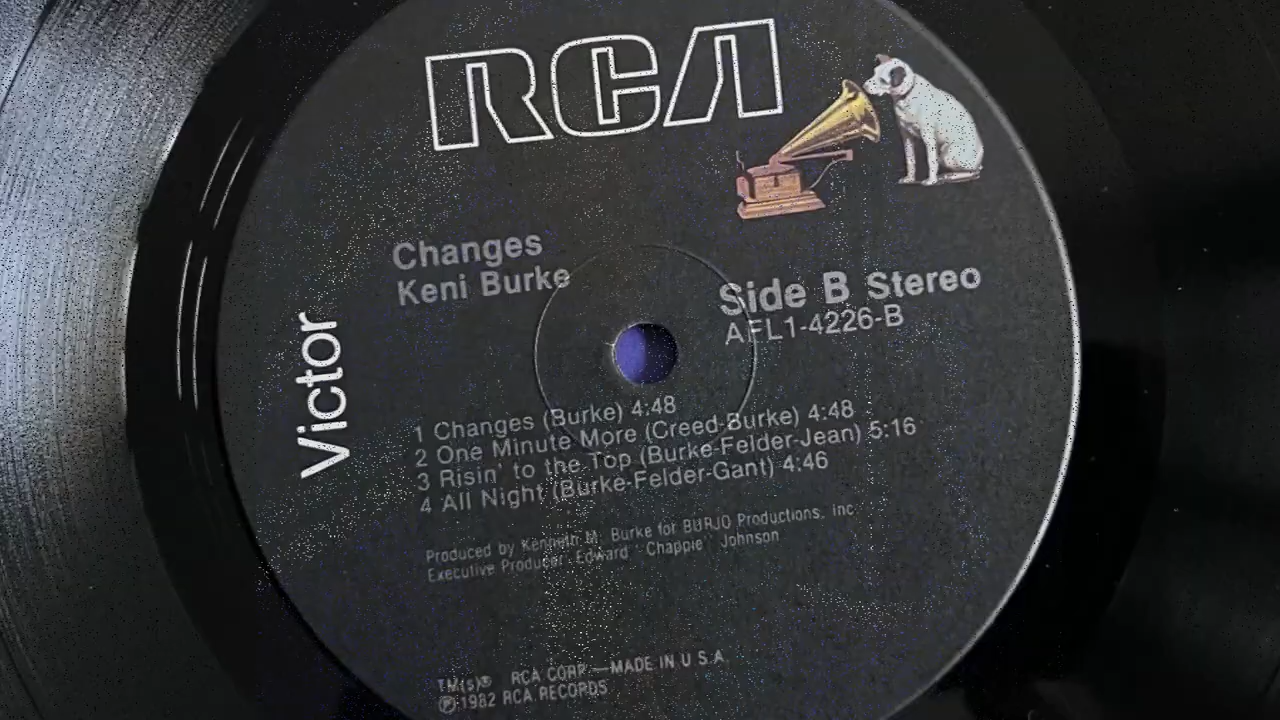 RCA
Changes
Keni Burke
Side B Stereo
AFL1-4226-B
Victor
1 Changes (Burke) 4:48
2 One Minute More (Creed-Burke) 4:48
3 Risin' to the Top (Burke-Felder-Jean) 5:16
4 All Night (Burke-Felder-Gant) 4:46
Produced by Kenneth M. Burke for BURJO Productions, Inc.
Executive Producer Edward "Chappie" Johnson
TM(s)® RCA CORP.—MADE IN U.S.A.
℗1982 RCA RECORDS